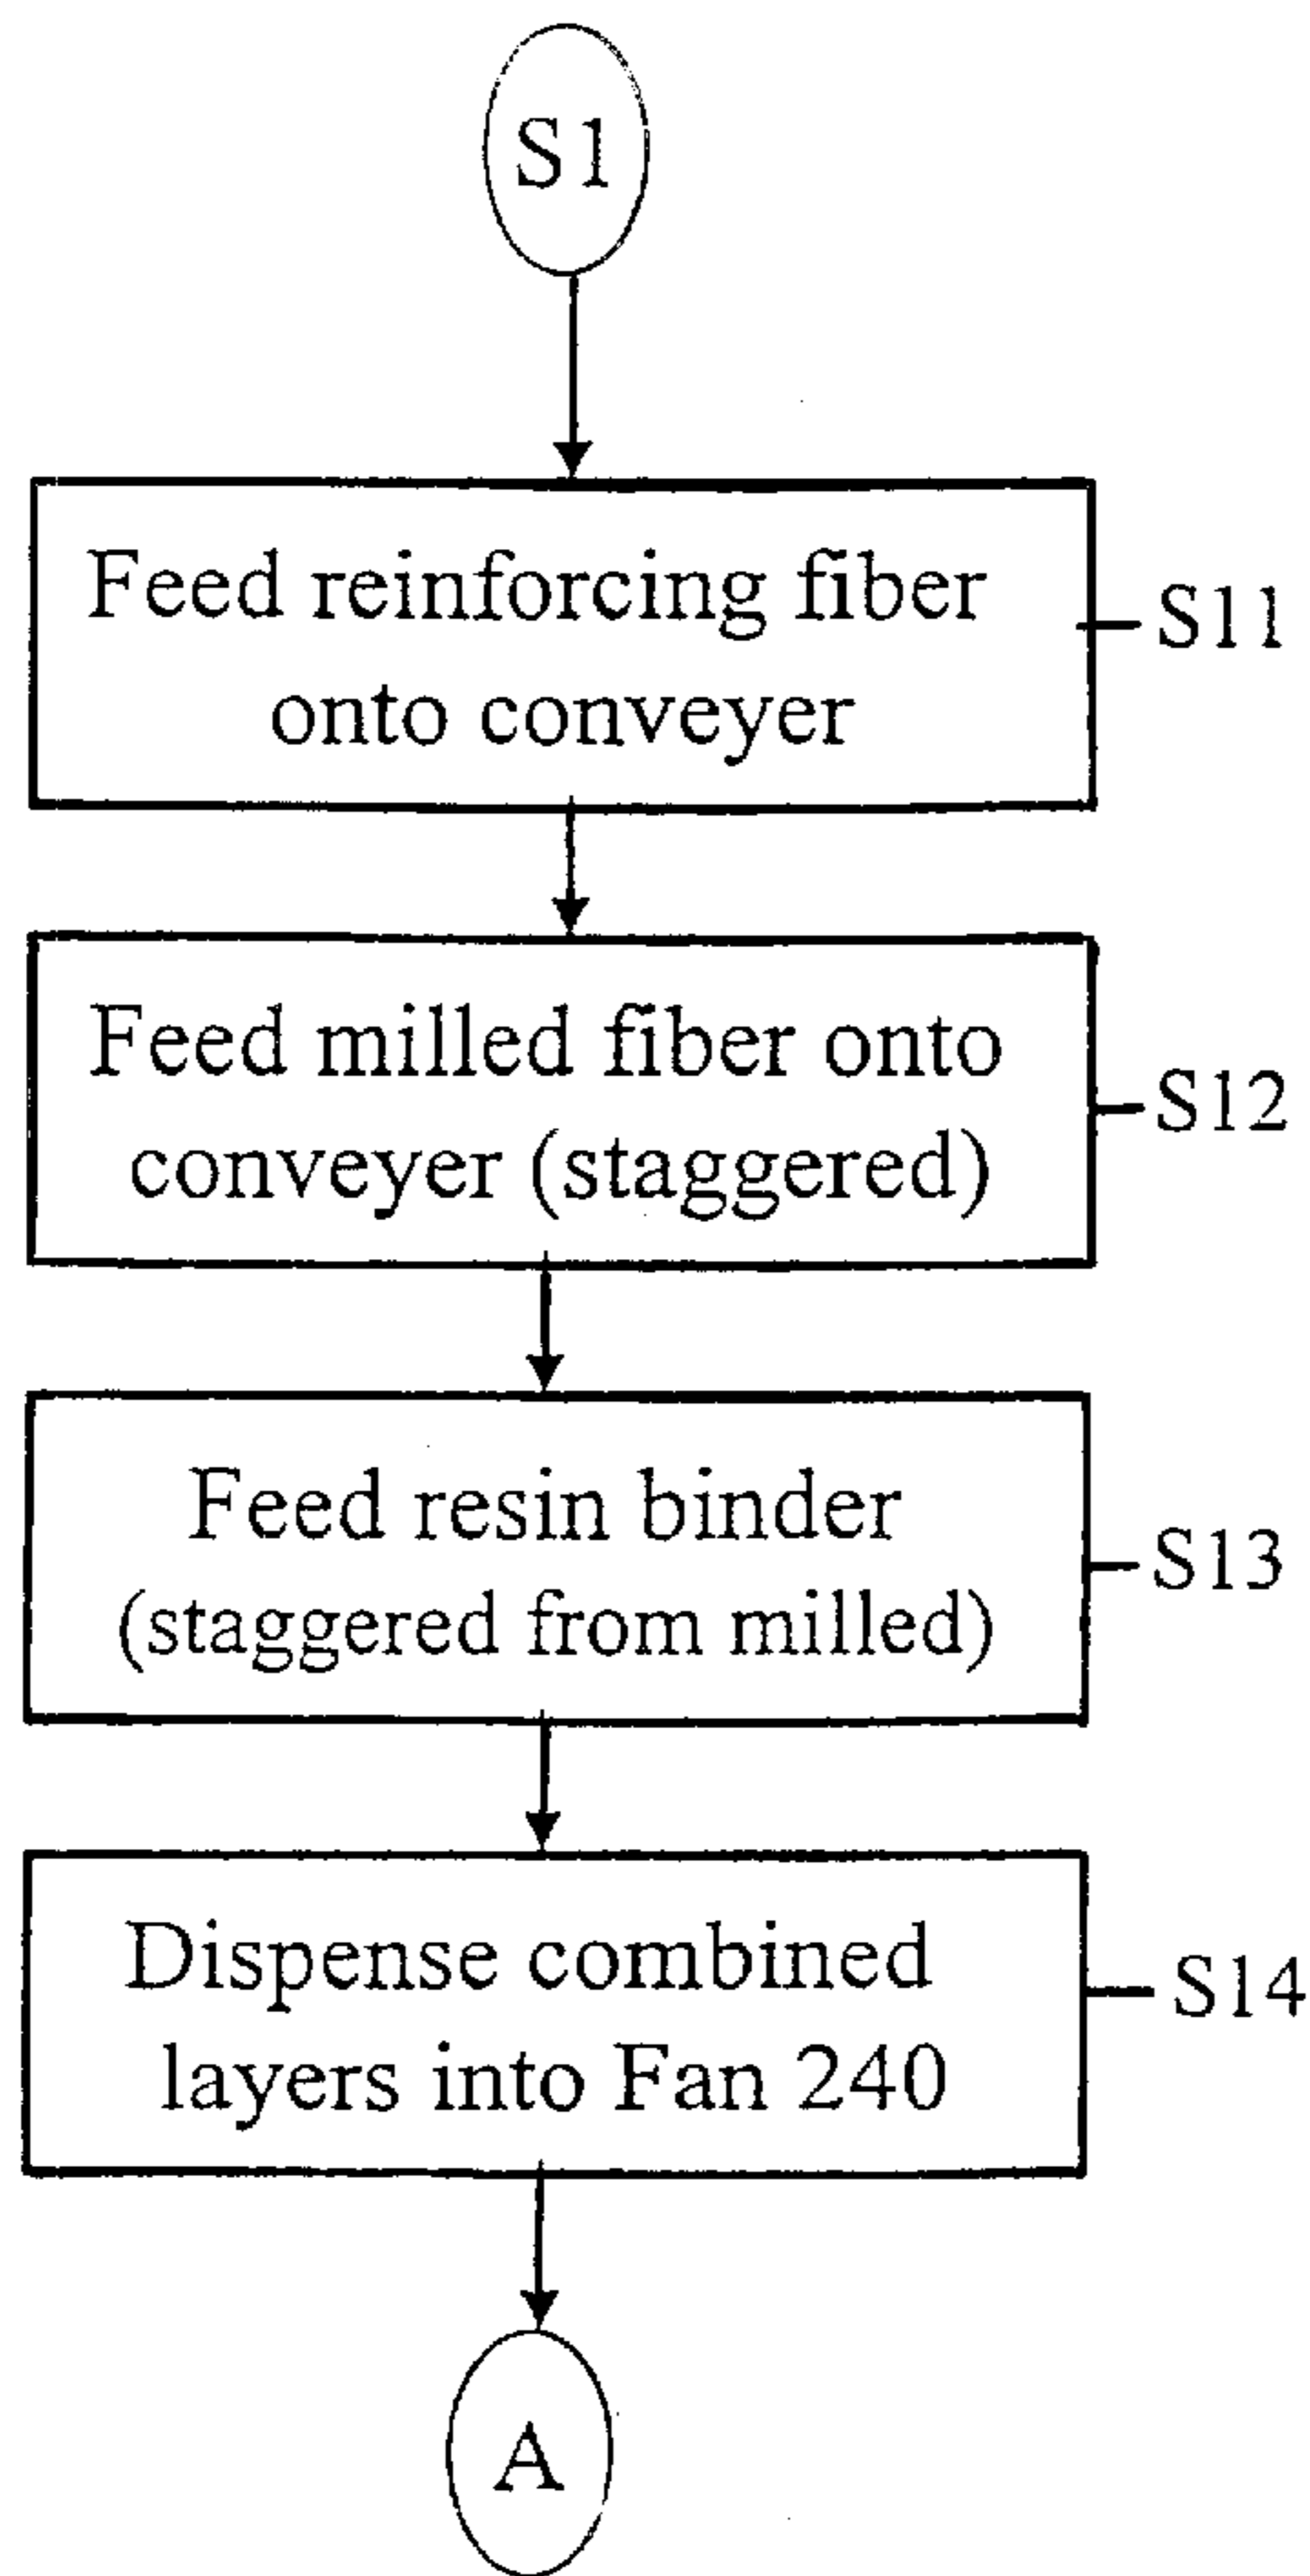 S1
Feed reinforcing fiber
onto conveyer
S11
Feed milled fiber onto
conveyer (staggered)
S12
Feed resin binder
(staggered from milled)
S13
Dispense combined
layers into Fan 240
S14
A